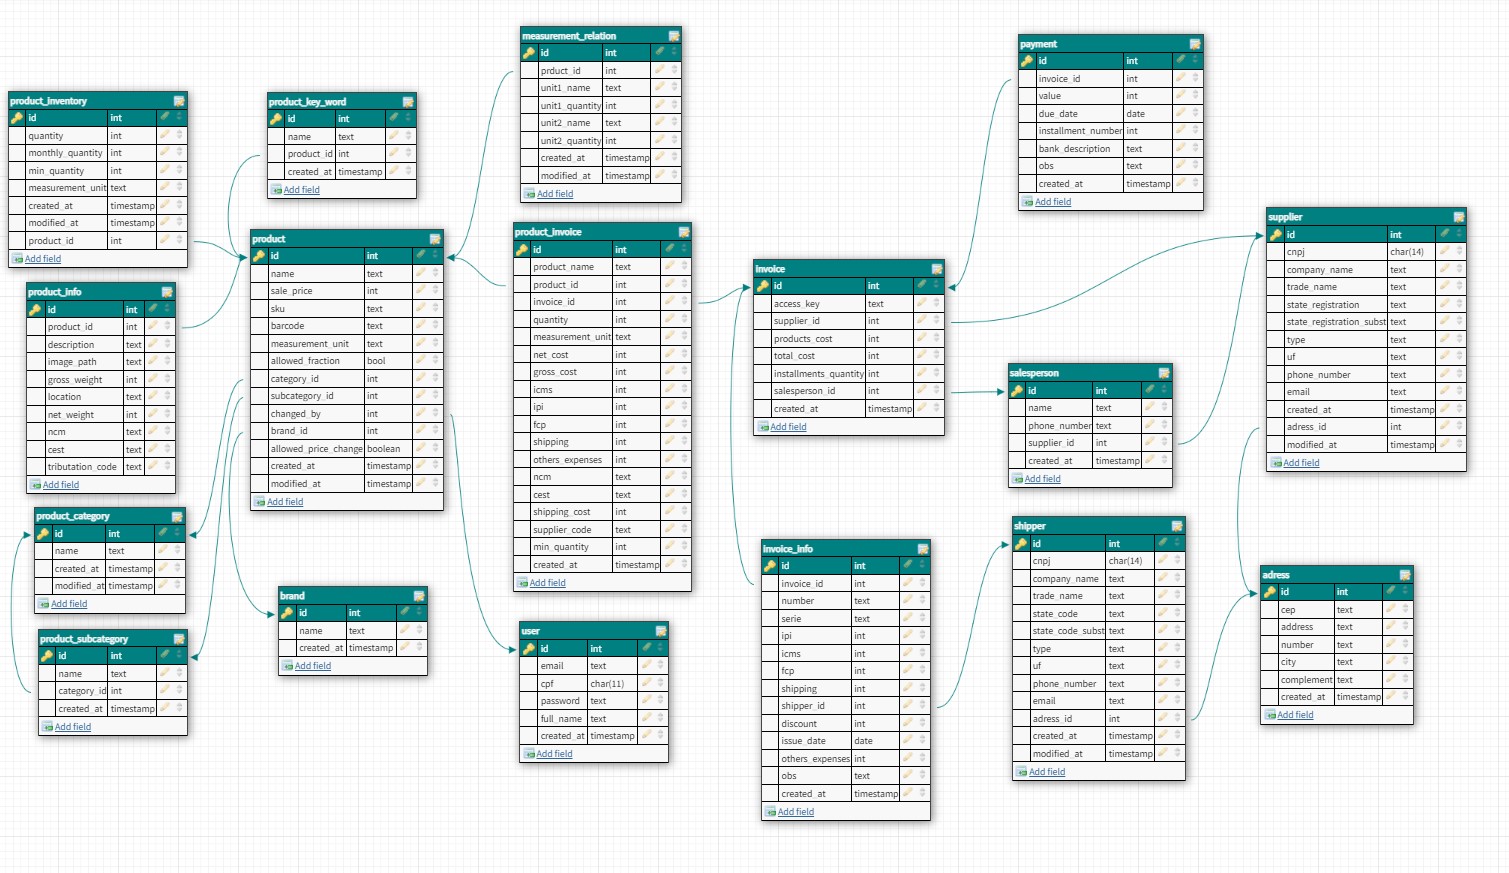 product_inventory
id int
quantity int
monthly_quantity int
min_quantity int
measurement_unit text
created_at timestamp
modified_at timestamp
product_id int
Add field
product_info
id int
product_id int
description text
image_path text
gross_weight int
location text
net_weight int
ncm text
cest text
tributation_code text
Add field
product_category
id int
name text
created_at timestamp
modified_at timestamp
Add field
product_subcategory
id int
name text
category_id int
created_at timestamp
Add field
product_key_word
id int
name text
product_id int
created_at timestamp
Add field
product
id int
name text
sale_price int
sku text
barcode text
measurement_unit text
allowed_fraction bool
category_id int
subcategory_id int
changed_by int
brand_id int
allowed_price_change boolean
created_at timestamp
modified_at timestamp
Add field
brand
id int
name text
created_at timestamp
Add field
measurement_relation
id int
prduct_id int
unit1_name text
unit1_quantity int
unit2_name text
unit2_quantity int
created_at timestamp
modified_at timestamp
Add field
product_invoice
id int
product_name text
product_id int
invoice_id int
quantity int
measurement_unit text
net_cost int
gross_cost int
icms int
ipi int
fcp int
shipping int
others_expenses int
ncm text
cest text
shipping_cost int
supplier_code text
min_quantity int
created_at timestamp
Add field
user
id int
email text
cpf char(11)
password text
full_name text
created_at timestamp
Add field
invoice
id int
access_key text
supplier_id int
products_cost int
total_cost int
installments_quantity int
salesperson_id int
created_at timestamp
Add field
invoice_info
id int
invoice_id int
number text
serie text
ipi int
icms int
fcp int
shipping int
shipper_id int
discount int
issue_date date
others_expenses int
obs text
created_at timestamp
Add field
payment
id int
invoice_id int
value int
due_date date
installment_number int
bank_description text
obs text
created_at timestamp
Add field
salesperson
id int
name text
phone_number text
supplier_id int
created_at timestamp
Add field
shipper
id int
cnpj char(14)
company_name text
trade_name text
state_code text
state_code_subst text
type text
uf text
phone_number text
email text
adress_id int
created_at timestamp
modified_at timestamp
Add field
supplier
id int
cnpj char(14)
company_name text
trade_name text
state_registration text
state_registration_subst text
type text
uf text
phone_number text
email text
created_at timestamp
adress_id int
modified_at timestamp
Add field
adress
id int
cep text
address text
number text
city text
complement text
created_at timestamp
Add field